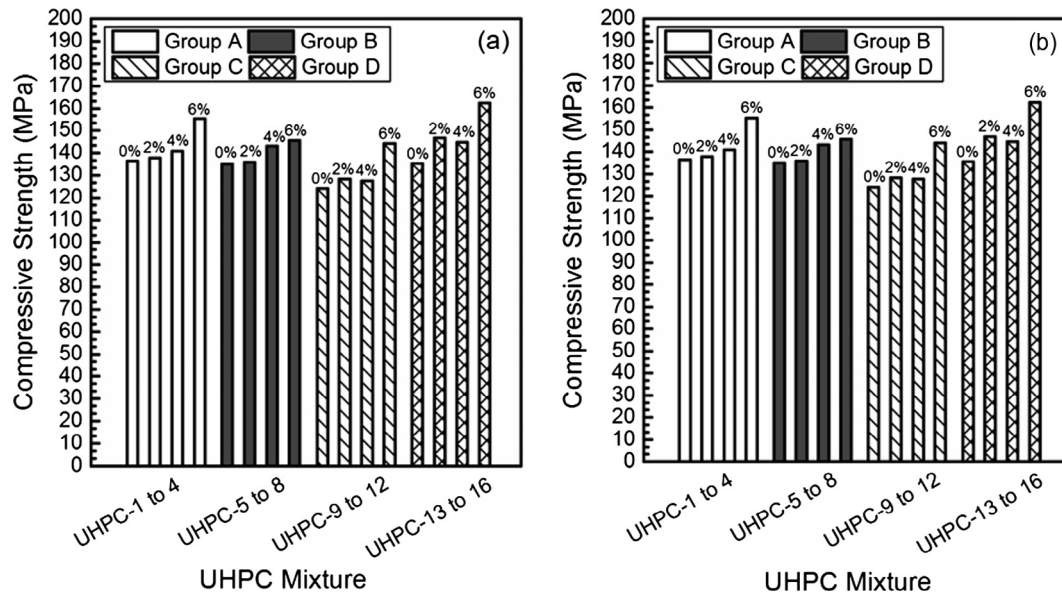 200
190
180
170
160
150
140
130
120
110
100
90
80
70
60
50
40
30
20
10
0
Compressive Strength (MPa)
Group A Group B
Group C Group D
(a)
0% 2% 4% 6%
0% 2% 4% 6%
0% 2% 4% 6%
0% 2% 4% 6%
UHPC-1 to 4
UHPC-5 to 8
UHPC-9 to 12
UHPC-13 to 16
UHPC Mixture
200
190
180
170
160
150
140
130
120
110
100
90
80
70
60
50
40
30
20
10
0
Compressive Strength (MPa)
Group A Group B
Group C Group D
(b)
0% 2% 4% 6%
0% 2% 4% 6%
0% 2% 4% 6%
0% 2% 4% 6%
UHPC-1 to 4
UHPC-5 to 8
UHPC-9 to 12
UHPC-13 to 16
UHPC Mixture